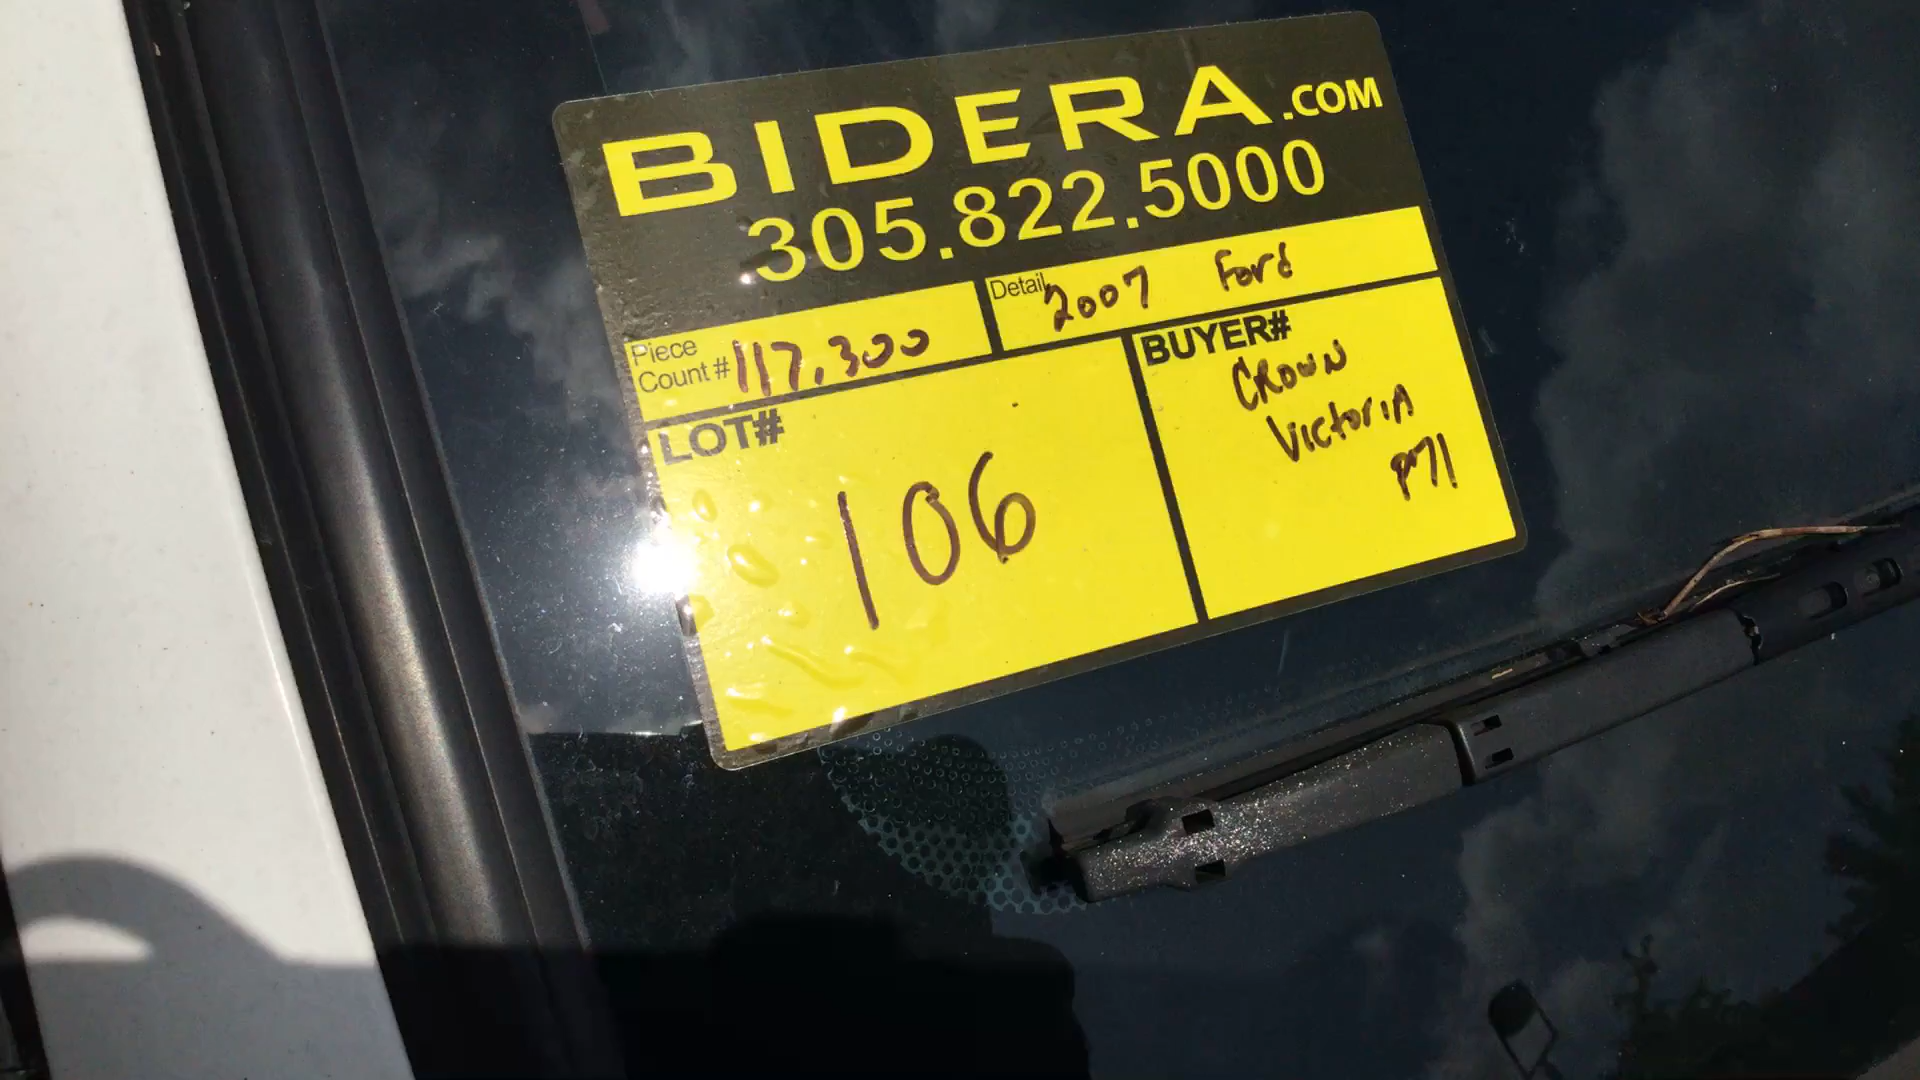 BIDERA.COM
305.822.5000
Piece Count # 117,300
Detail 2007 Ford
LOT# 106
BUYER#
CROWN
VictoriA
P71